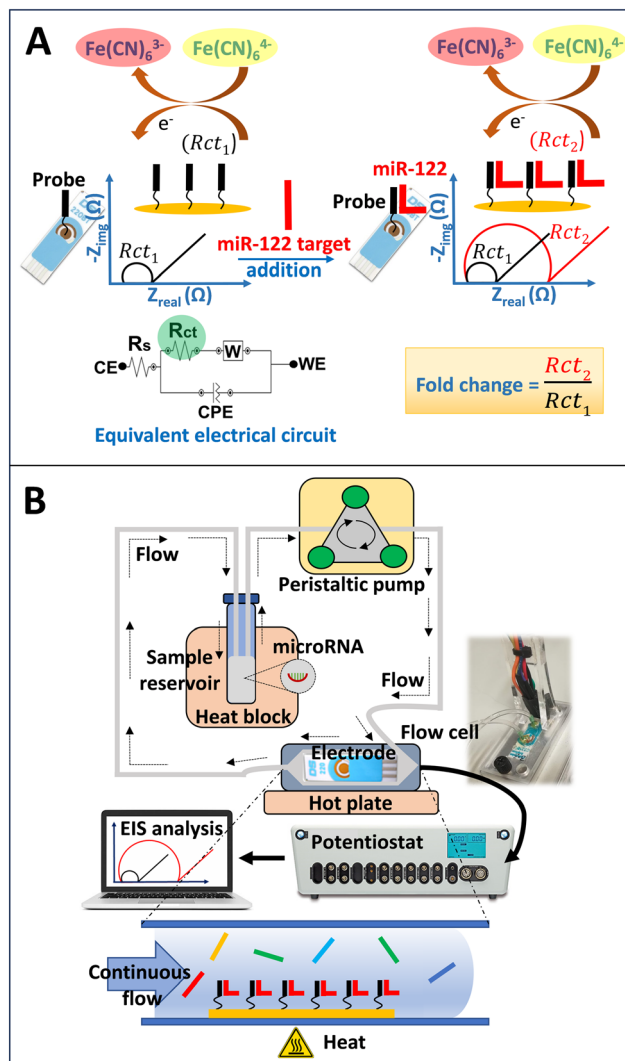 A
Fe(CN)₆³⁻
Fe(CN)₆⁴⁻
e⁻
(Rct₁)
Probe
-Zimg (Ω)
Rct₁
Zreal (Ω)
miR-122 target
addition
Fe(CN)₆³⁻
Fe(CN)₆⁴⁻
e⁻
(Rct₂)
miR-122
Probe
-Zimg (Ω)
Rct₁
Rct₂
Zreal (Ω)
Rct
Rs
W
CE
WE
CPE
Equivalent electrical circuit
Fold change = Rct₂
Rct₁
B
Flow
Peristaltic pump
Sample
reservoir
microRNA
Heat block
Flow
Flow cell
Electrode
Hot plate
EIS analysis
Potentiostat
Continuous
flow
Heat